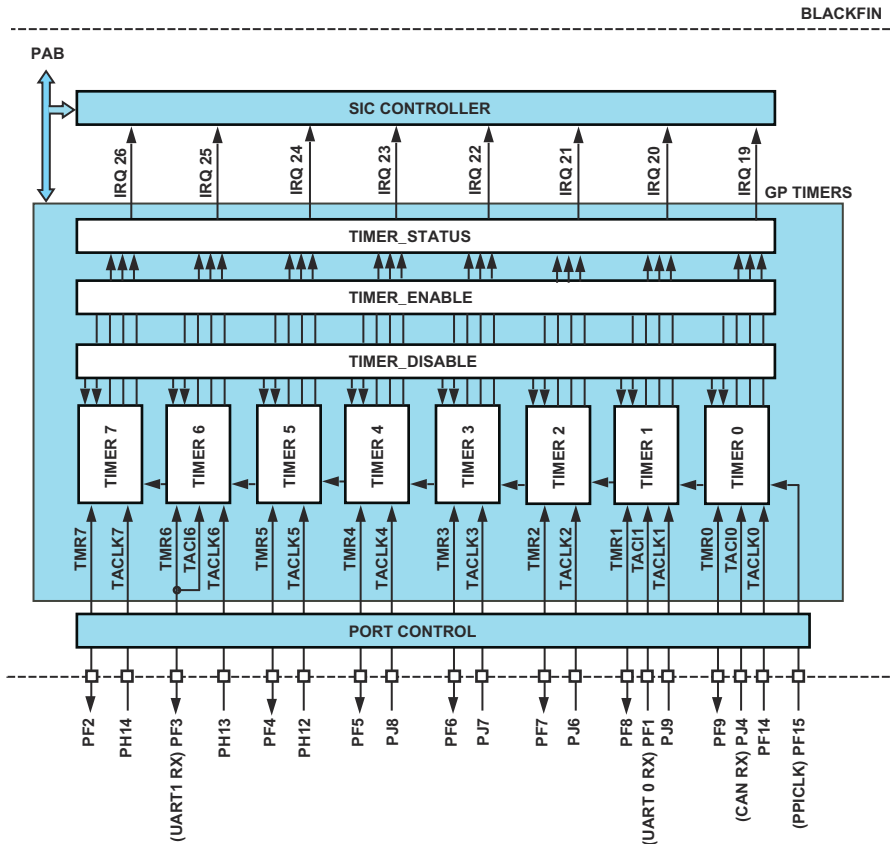 BLACKFIN
PAB
SIC CONTROLLER
IRQ 26
IRQ 25
IRQ 24
IRQ 23
IRQ 22
IRQ 21
IRQ 20
IRQ 19
GP TIMERS
TIMER_STATUS
TIMER_ENABLE
TIMER_DISABLE
TIMER 7
TIMER 6
TIMER 5
TIMER 4
TIMER 3
TIMER 2
TIMER 1
TIMER 0
TMR7
TACLK7
TMR6
TACI6
TACLK6
TMR5
TACLK5
TMR4
TACLK4
TMR3
TACLK3
TMR2
TACLK2
TMR1
TACI1
TACLK1
TMR0
TACI0
TACLK0
PORT CONTROL
PF2
PH14
(UART1 RX) PF3
PH13
PF4
PH12
PF5
PJ8
PF6
PJ7
PF7
PJ6
PF8
(UART 0 RX) PF1
PJ9
PF9
(CAN RX) PJ4
PF14
(PPICLK) PF15